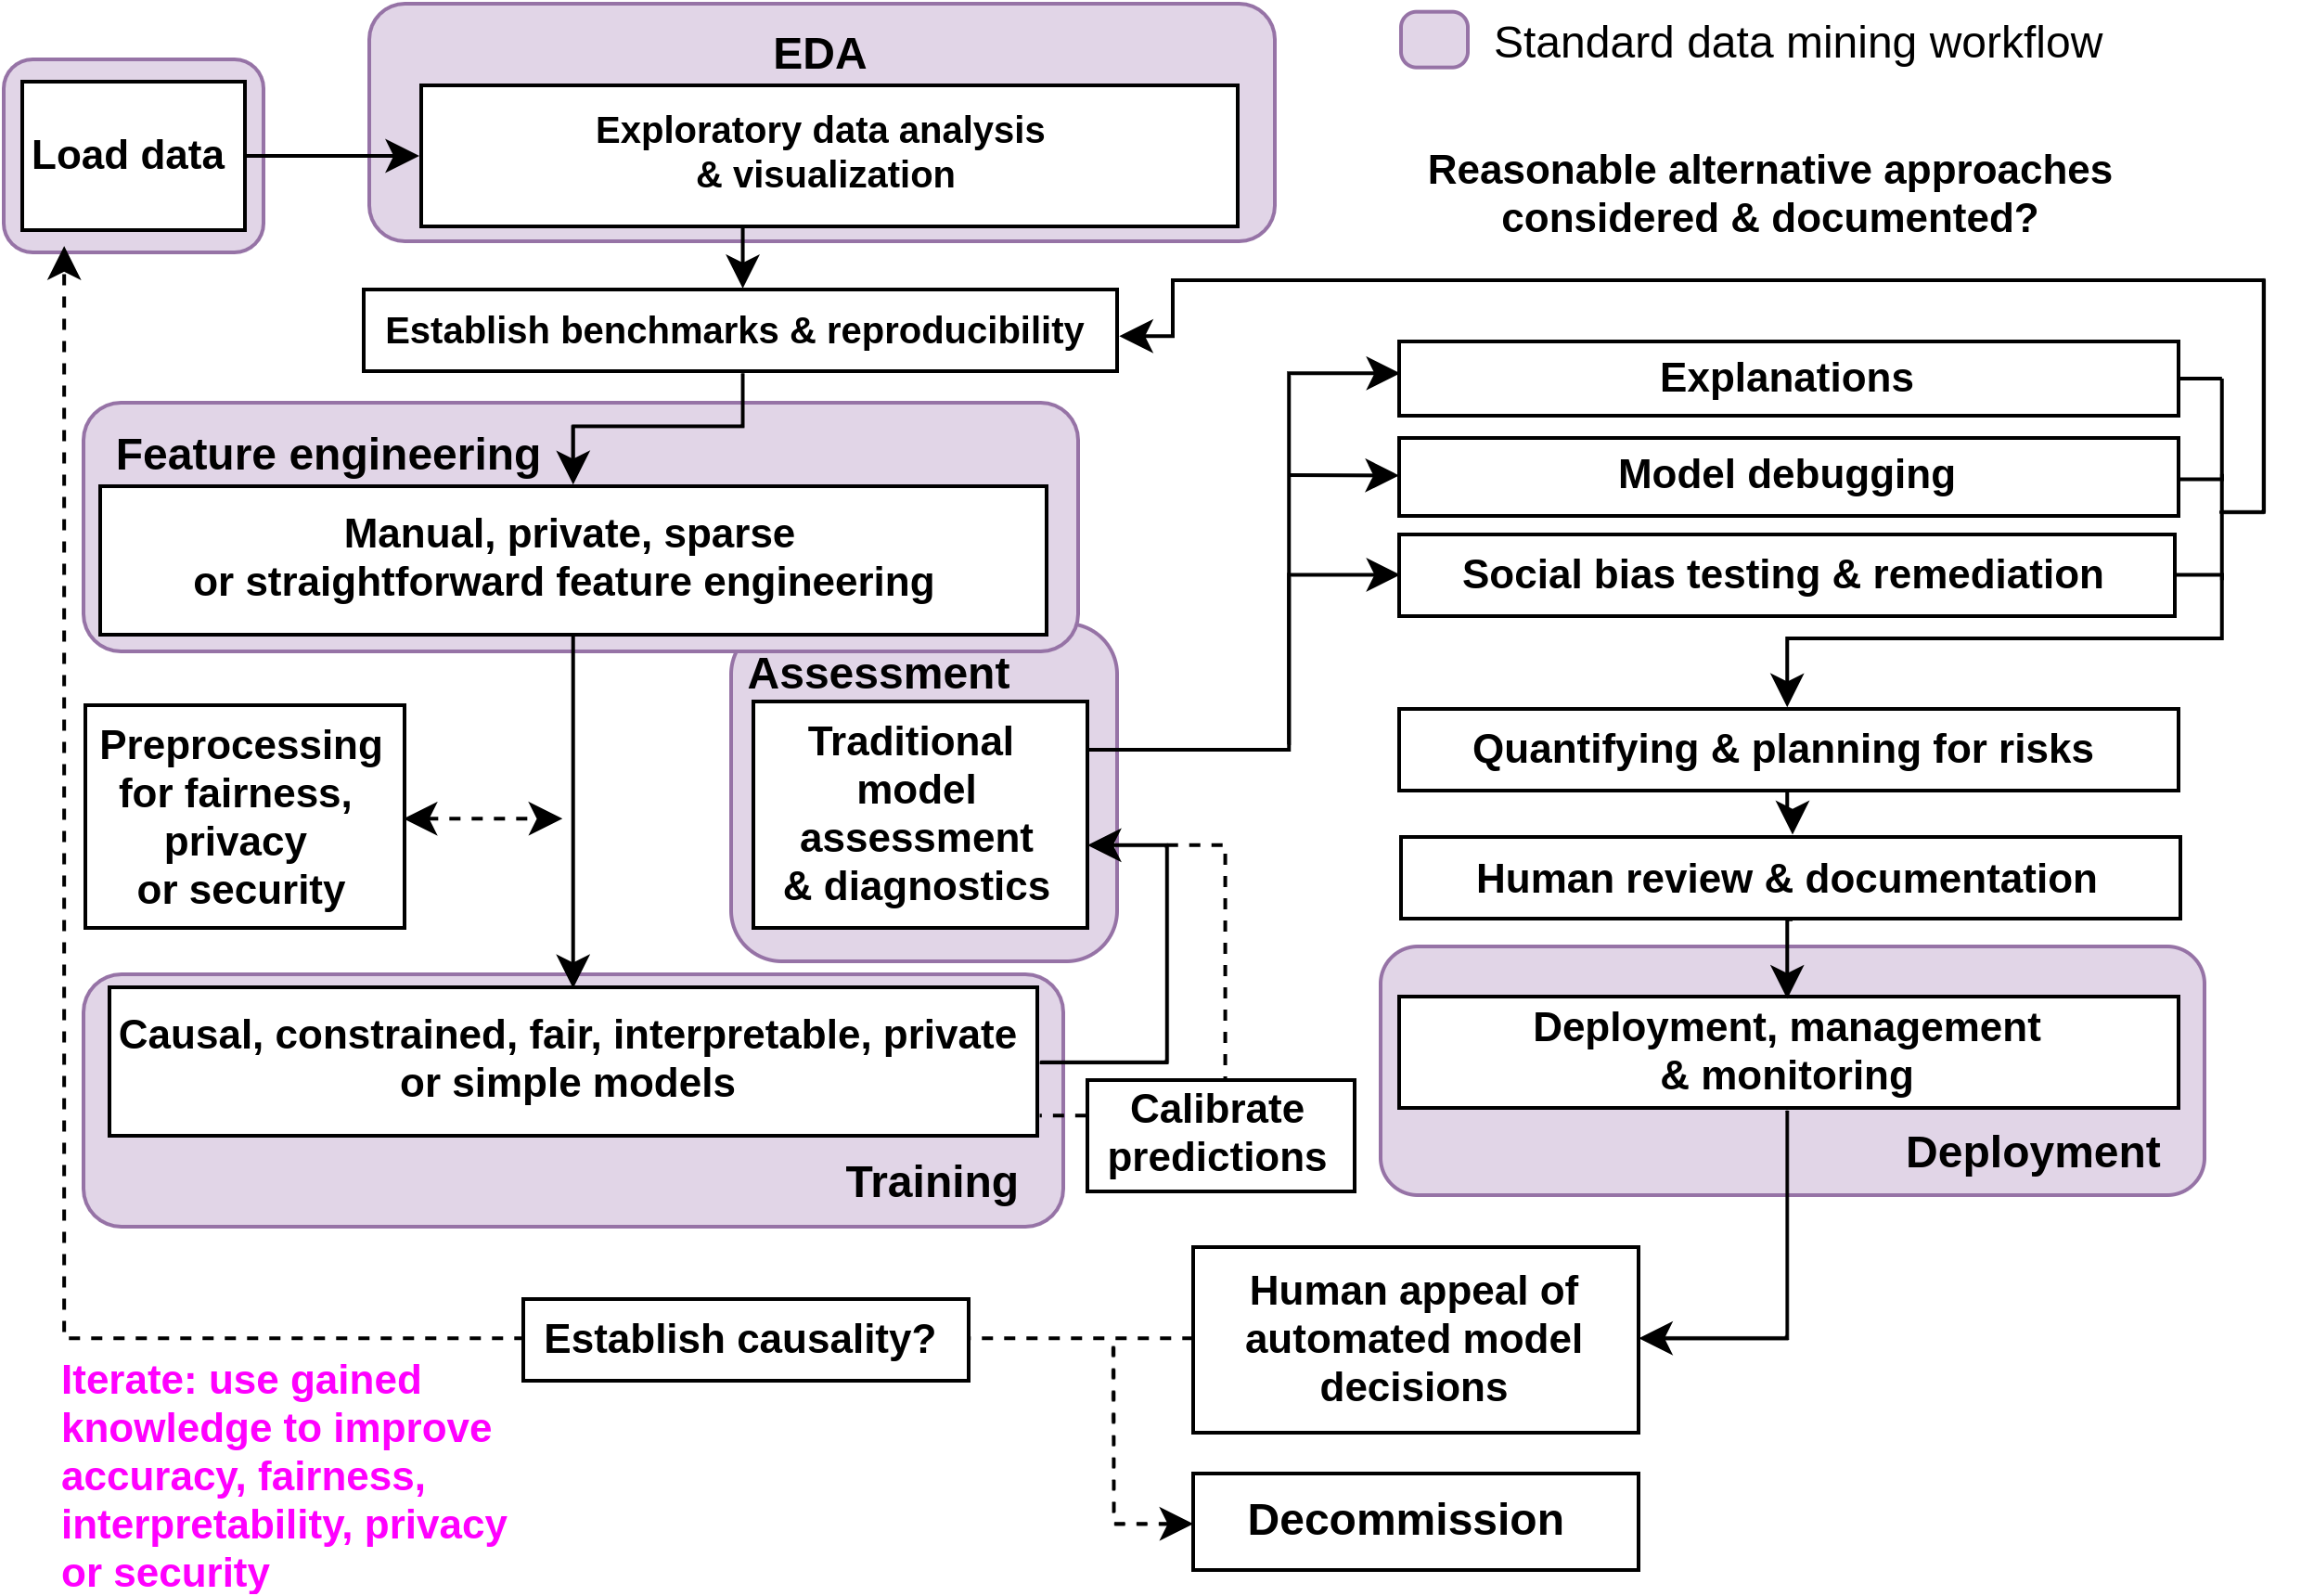 EDA
Standard data mining workflow
Load data
Exploratory data analysis
& visualization
Reasonable alternative approaches
considered & documented?
Establish benchmarks & reproducibility
Explanations
Feature engineering
Model debugging
Manual, private, sparse
or straightforward feature engineering
Social bias testing & remediation
Assessment
Preprocessing
for fairness,
privacy
or security
Traditional
model
assessment
& diagnostics
Quantifying & planning for risks
Human review & documentation
Causal, constrained, fair, interpretable, private
or simple models
Deployment, management
& monitoring
Calibrate
predictions
Training
Deployment
Human appeal of
automated model
decisions
Establish causality?
Iterate: use gained
knowledge to improve
accuracy, fairness,
interpretability, privacy
or security
Decommission